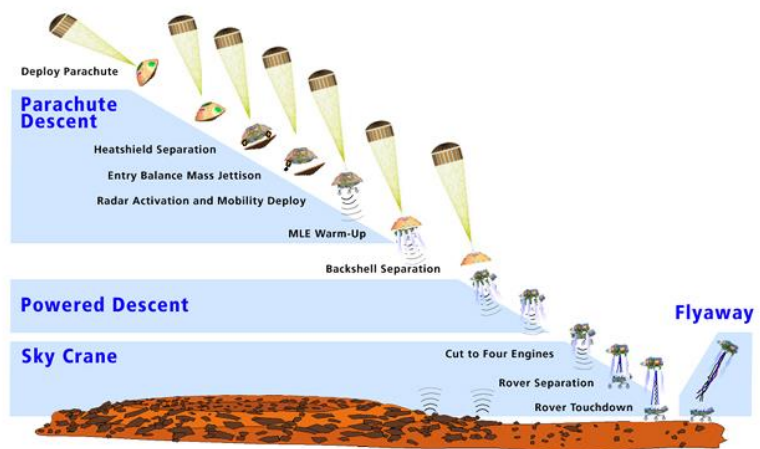 Deploy Parachute
Parachute
Descent
Heatshield Separation
Entry Balance Mass Jettison
Radar Activation and Mobility Deploy
MLE Warm-Up
Backshell Separation
Powered Descent
Flyaway
Sky Crane
Cut to Four Engines
Rover Separation
Rover Touchdown